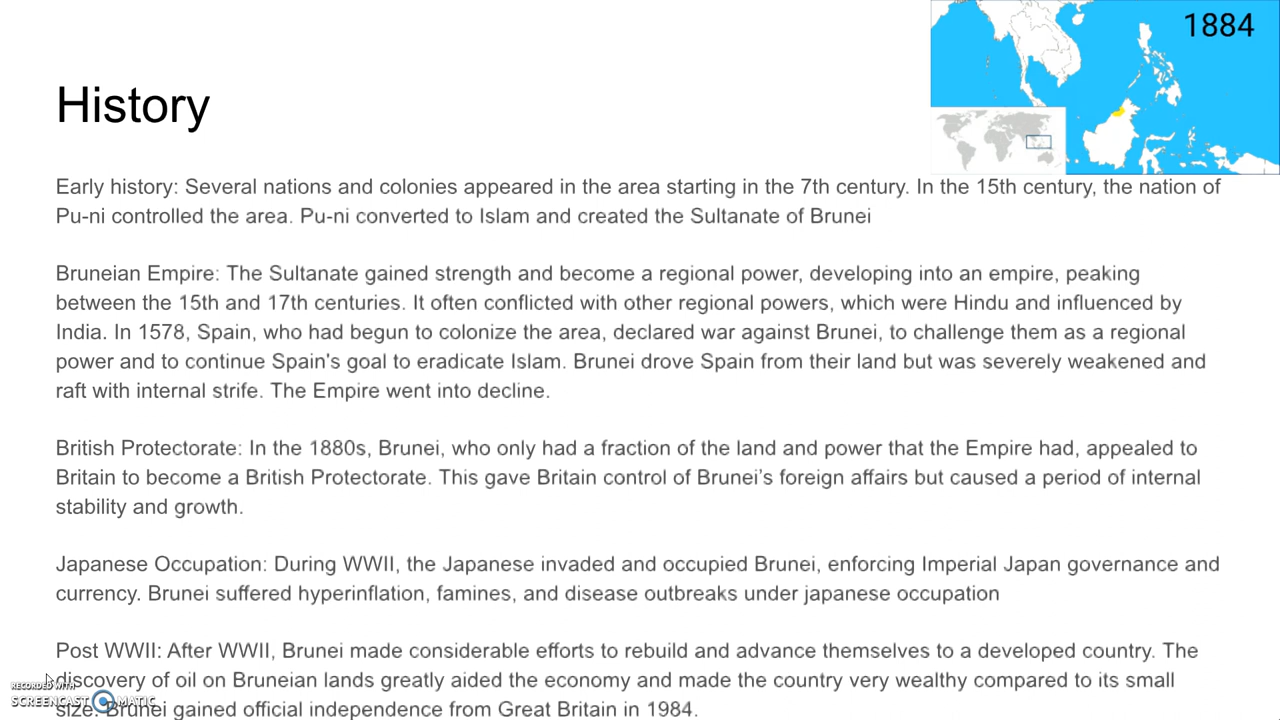 1884
History
Early history: Several nations and colonies appeared in the area starting in the 7th century. In the 15th century, the nation of
Pu-ni controlled the area. Pu-ni converted to Islam and created the Sultanate of Brunei
Bruneian Empire: The Sultanate gained strength and become a regional power, developing into an empire, peaking
between the 15th and 17th centuries. It often conflicted with other regional powers, which were Hindu and influenced by
India. In 1578, Spain, who had begun to colonize the area, declared war against Brunei, to challenge them as a regional
power and to continue Spain's goal to eradicate Islam. Brunei drove Spain from their land but was severely weakened and
raft with internal strife. The Empire went into decline.
British Protectorate: In the 1880s, Brunei, who only had a fraction of the land and power that the Empire had, appealed to
Britain to become a British Protectorate. This gave Britain control of Brunei’s foreign affairs but caused a period of internal
stability and growth.
Japanese Occupation: During WWII, the Japanese invaded and occupied Brunei, enforcing Imperial Japan governance and
currency. Brunei suffered hyperinflation, famines, and disease outbreaks under japanese occupation
Post WWII: After WWII, Brunei made considerable efforts to rebuild and advance themselves to a developed country. The
discovery of oil on Bruneian lands greatly aided the economy and made the country very wealthy compared to its small
size. Brunei gained official independence from Great Britain in 1984.
RECORDED WITH
SCREENCAST MATIC